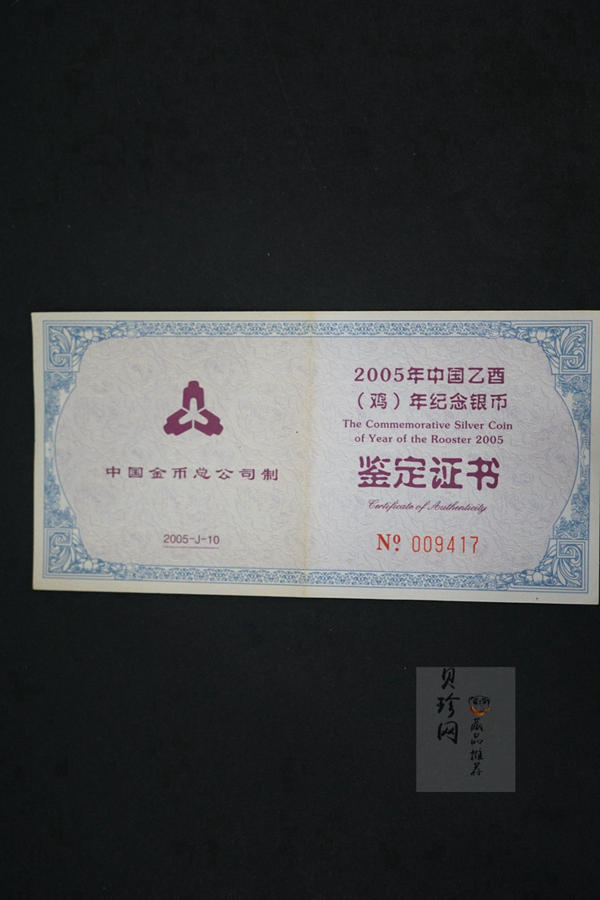 中国金币总公司制
2005-J-10
2005年中国乙酉
（鸡）年纪念银币
The Commemorative Silver Coin
of Year of the Rooster 2005
鉴定证书
Certificate of Authenticity
Nº 009417
贝珍网
藏品推荐